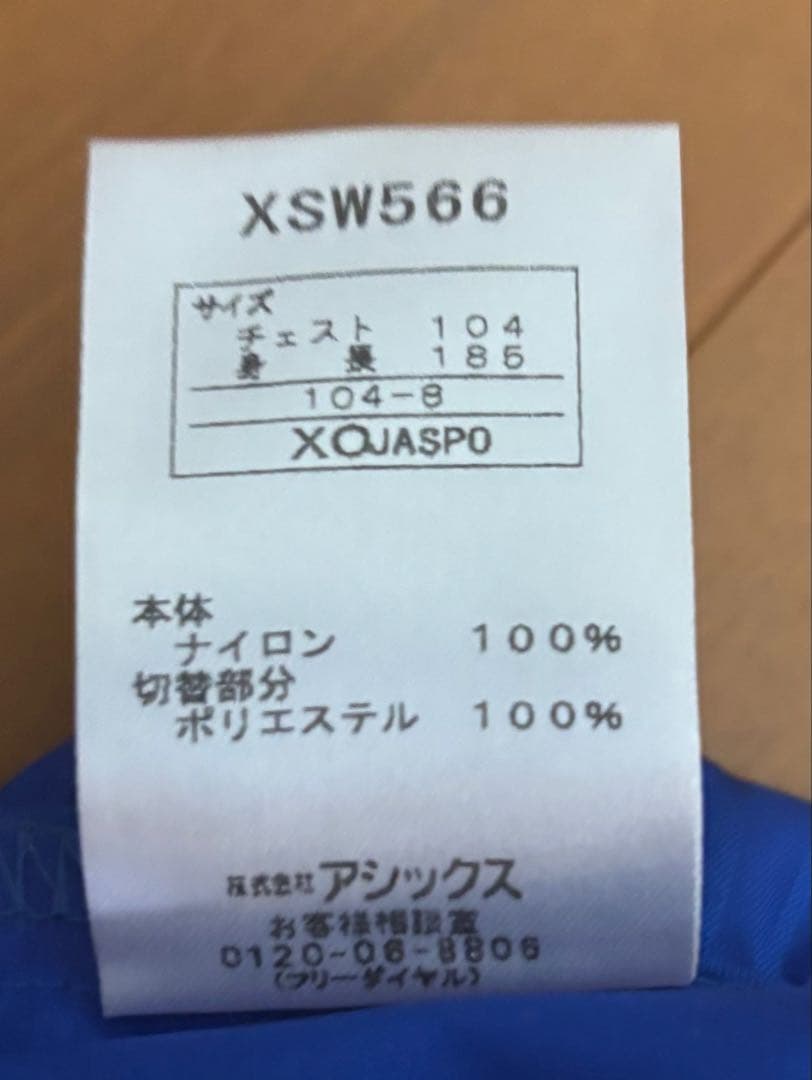 XSW566
サイズ
チェスト 104
身長 185
104-8
XO JASPO
本体
ナイロン 100%
切替部分
ポリエステル 100%
株式会社アシックス
お客様相談室
0120-06-8806
(フリーダイヤル)